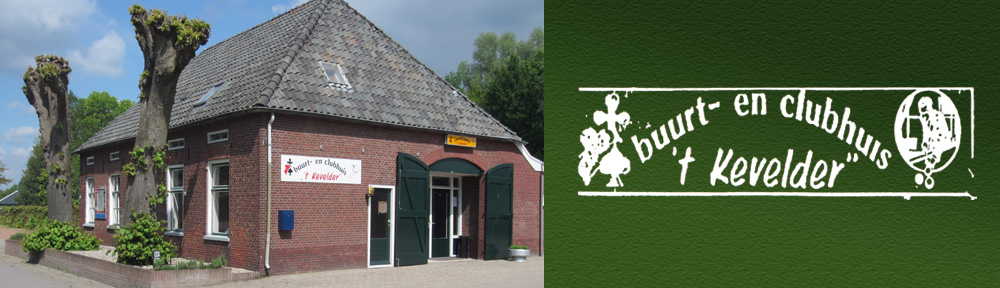 buurt- en clubhuis
't Kevelder
buurt- en clubhuis
't Kevelder"